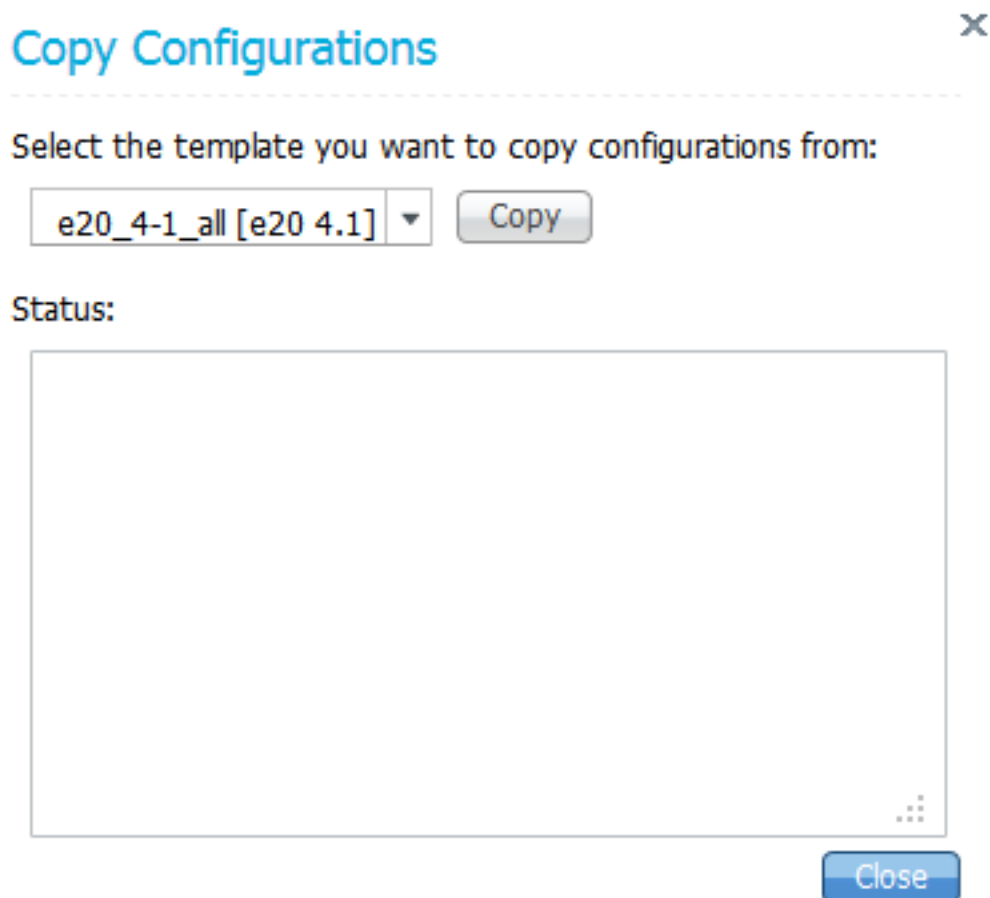 Copy Configurations
Select the template you want to copy configurations from:
e20_4-1_all [e20 4.1] Copy
Status:
Close